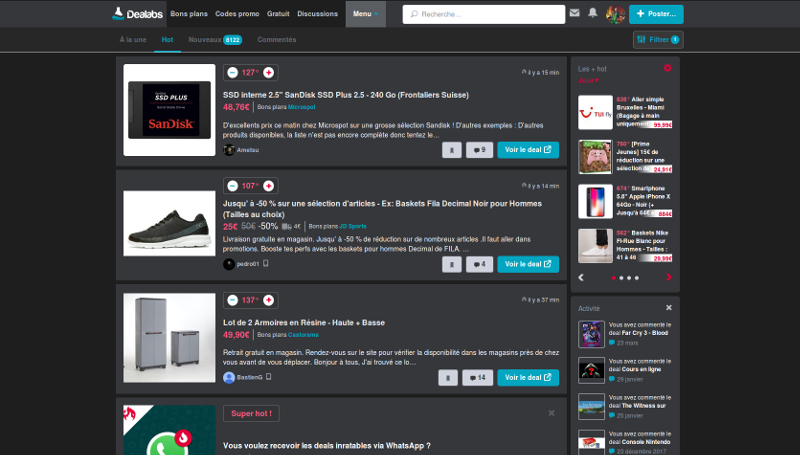 Dealabs
Bons plans Codes promo Gratuit Discussions Menu
Recherche...
+ Poster...
À la une Hot Nouveaux 8122 Commentés
Filtrer 1
127°
il y a 15 min
SSD interne 2.5" SanDisk SSD Plus 2.5 - 240 Go (Frontaliers Suisse)
48,76€ Bons plans Microspot
D'excellents prix ce matin chez Microspot sur une grosse sélection Sandisk ! D'autres exemples : D'autres
produits disponibles, la liste n'est pas encore complète donc tentez le…
Ametsu
9 Voir le deal
SSD PLUS
SanDisk
107°
il y a 14 min
Jusqu' à -50 % sur une sélection d'articles - Ex: Baskets Fila Decimal Noir pour Hommes
(Tailles au choix)
25€ 50€ -50% 4€ Bons plans JD Sports
Livraison gratuite en magasin. Jusqu' à -50 % de réduction sur de nombreux articles .Il faut aller dans
promotions. Booste tes perfs avec les baskets pour hommes Decimal de FILA. …
pedro01
4 Voir le deal
137°
il y a 37 min
Lot de 2 Armoires en Résine - Haute + Basse
49,90€ Bons plans Castorama
Retrait gratuit en magasin. Rendez-vous sur le site pour vérifier la disponibilité dans les magasins près de chez
vous avant de vous déplacer. Bonjour à tous, J'ai trouvé ce lo…
BastienG
14 Voir le deal
Super hot !
Vous voulez recevoir les deals inratables via WhatsApp ?
Les + hot
TUI fly
838° Aller simple
Bruxelles - Miami
(Bagage à main
uniquement
99,99€
760° [Prima
Jeunes] 15€ de
réduction sur une
sélection
24,91€
674° Smartphone
5.8" Apple iPhone X
64Go - Noir (+
Jusqu'à 64€
884€
562° Baskets Nike
Fi-Rue Blanc pour
Hommes - Tailles :
41 à 46
29,99€
Activité
Vous avez commenté le
deal Far Cry 3 - Blood
23 mars
Vous avez commenté le
deal Cours en ligne
29 janvier
Vous avez commenté le
deal The Witness sur
25 janvier
Vous avez commenté le
deal Console Nintendo
23 décembre 2017